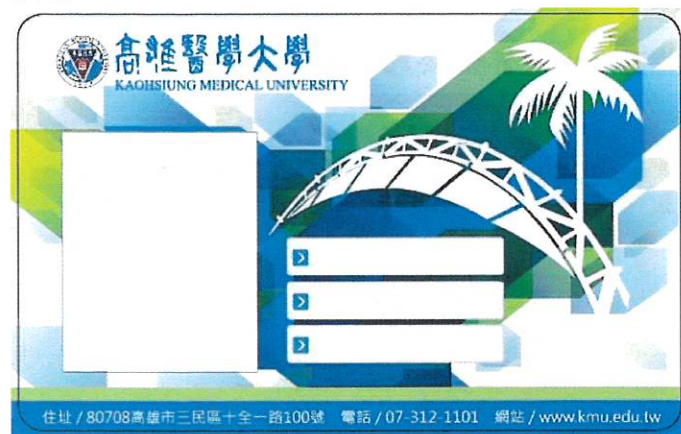 高雄醫學大學
KAOHSIUNG MEDICAL UNIVERSITY
住址 / 80708高雄市三民區十全一路100號 電話 / 07-312-1101 網站 / www.kmu.edu.tw